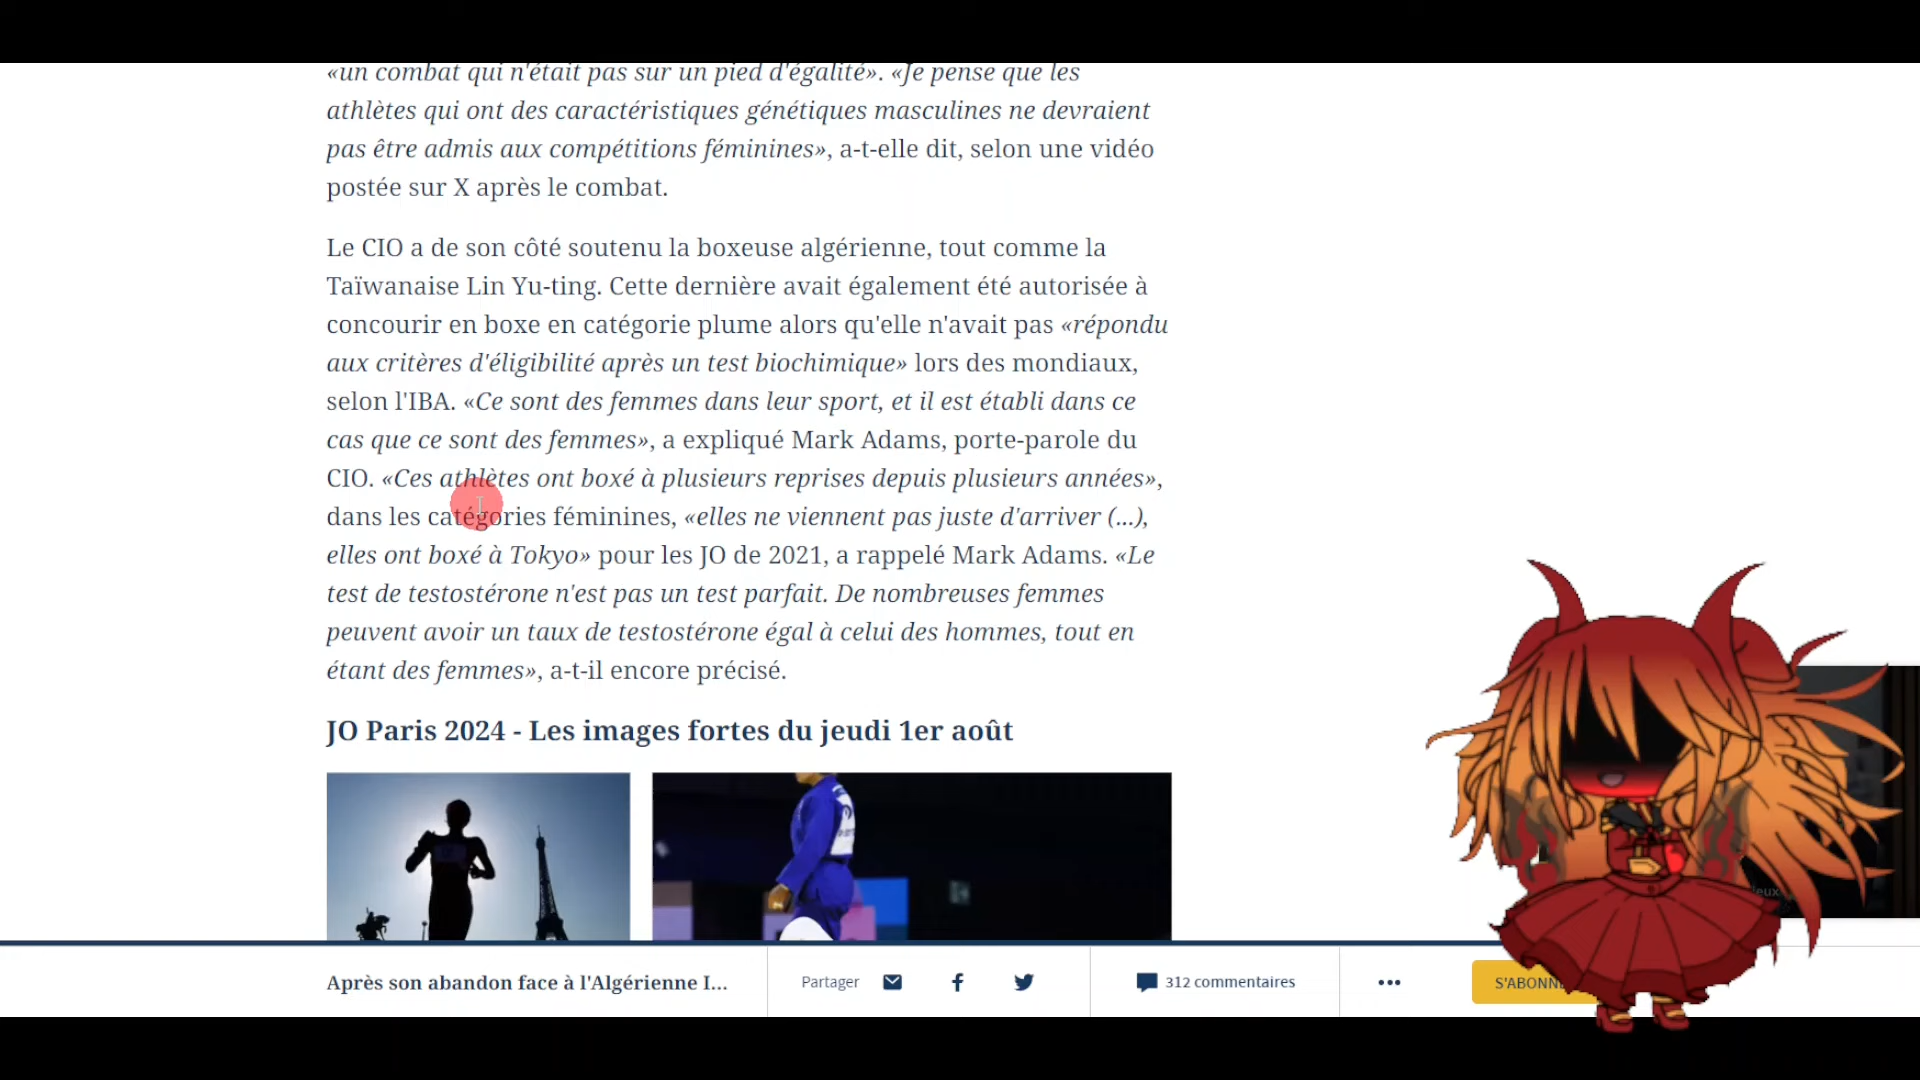 «un combat qui n'était pas sur un pied d'égalité». «Je pense que les
athlètes qui ont des caractéristiques génétiques masculines ne devraient
pas être admis aux compétitions féminines», a-t-elle dit, selon une vidéo
postée sur X après le combat.
Le CIO a de son côté soutenu la boxeuse algérienne, tout comme la
Taïwanaise Lin Yu-ting. Cette dernière avait également été autorisée à
concourir en boxe en catégorie plume alors qu'elle n'avait pas «répondu
aux critères d'éligibilité après un test biochimique» lors des mondiaux,
selon l'IBA. «Ce sont des femmes dans leur sport, et il est établi dans ce
cas que ce sont des femmes», a expliqué Mark Adams, porte-parole du
CIO. «Ces athlètes ont boxé à plusieurs reprises depuis plusieurs années»,
dans les catégories féminines, «elles ne viennent pas juste d'arriver (...),
elles ont boxé à Tokyo» pour les JO de 2021, a rappelé Mark Adams. «Le
test de testostérone n'est pas un test parfait. De nombreuses femmes
peuvent avoir un taux de testostérone égal à celui des hommes, tout en
étant des femmes», a-t-il encore précisé.
JO Paris 2024 - Les images fortes du jeudi 1er août
Après son abandon face à l'Algérienne I...
Partager
312 commentaires
S'ABONN